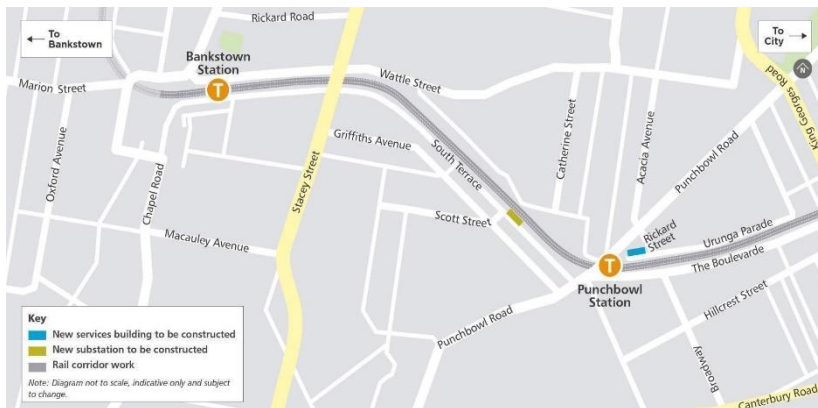 To
Bankstown
Rickard Road
Bankstown
Station
T
Marion Street
Wattle Street
To
City
N
King Georges Road
Oxford Avenue
Chapel Road
Stacey Street
Griffiths Avenue
South Terrace
Catherine Street
Acacia Avenue
Punchbowl Road
Macauley Avenue
Scott Street
Rickard
Street
Urunga Parade
The Boulevarde
T
Punchbowl
Station
Hillcrest Street
Punchbowl Road
Broadway
Canterbury Road
Key
New services building to be constructed
New substation to be constructed
Rail corridor work
Note: Diagram not to scale, indicative only and subject
to change.